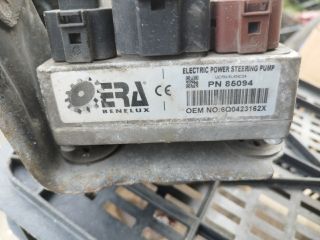 ERA
BENELUX
CE
ELECTRIC POWER STEERING PUMP
PN 85094
OEM NO:6Q0423162X